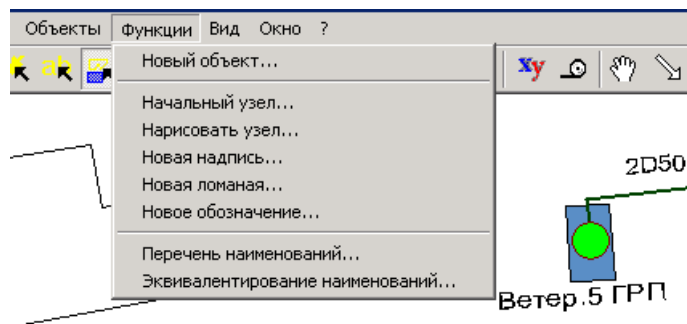 Объекты Функции Вид Окно ?
ab xy
Новый объект...
Начальный узел...
Нарисовать узел...
Новая надпись...
Новая ломаная...
Новое обозначение...
Перечень наименований...
Эквивалентирование наименований...
2D50
Ветер.5 ГРП